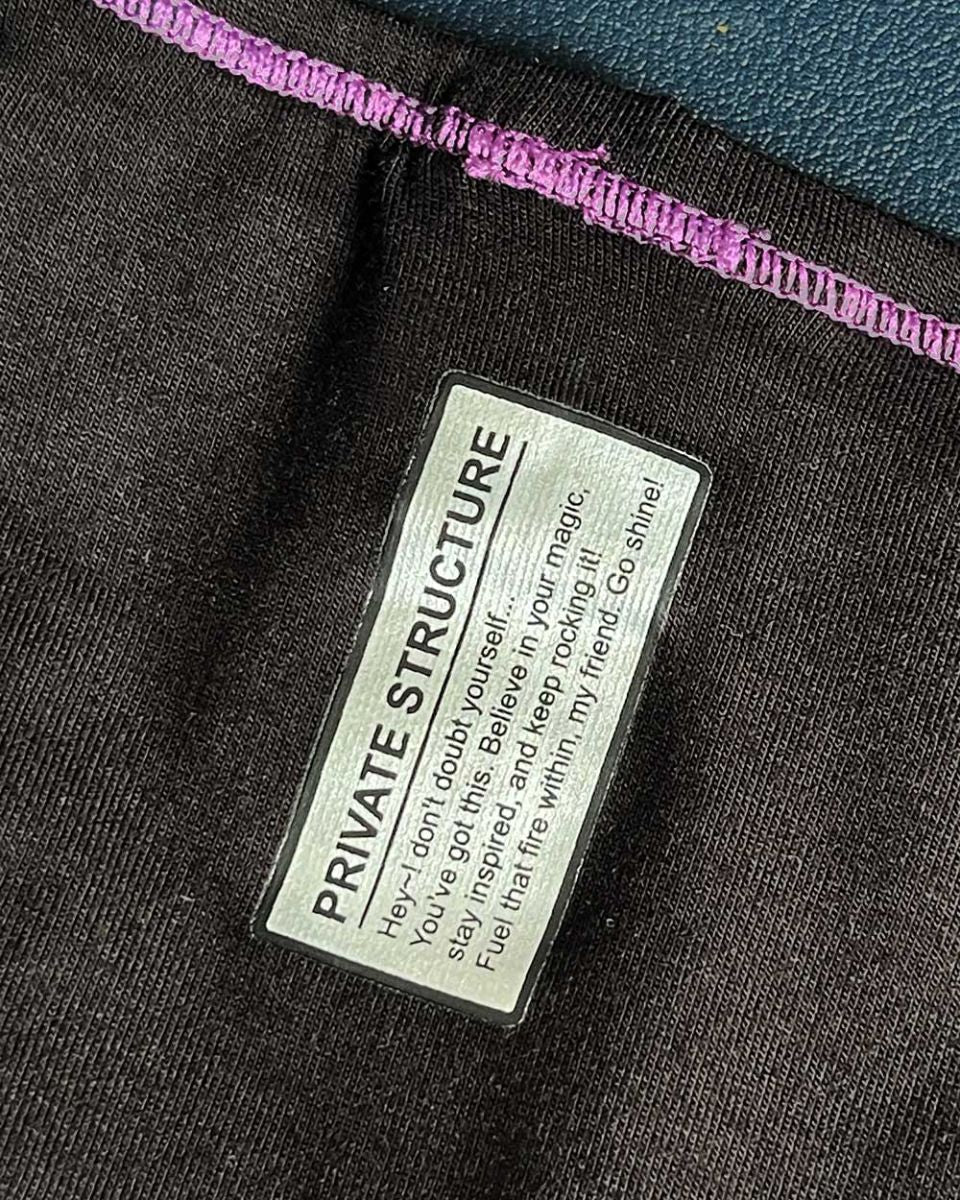 PRIVATE STRUCTURE
Hey~! don't doubt yourself...
You've got this. Believe in your magic,
stay inspired, and keep rocking it!
Fuel that fire within, my friend. Go shine!